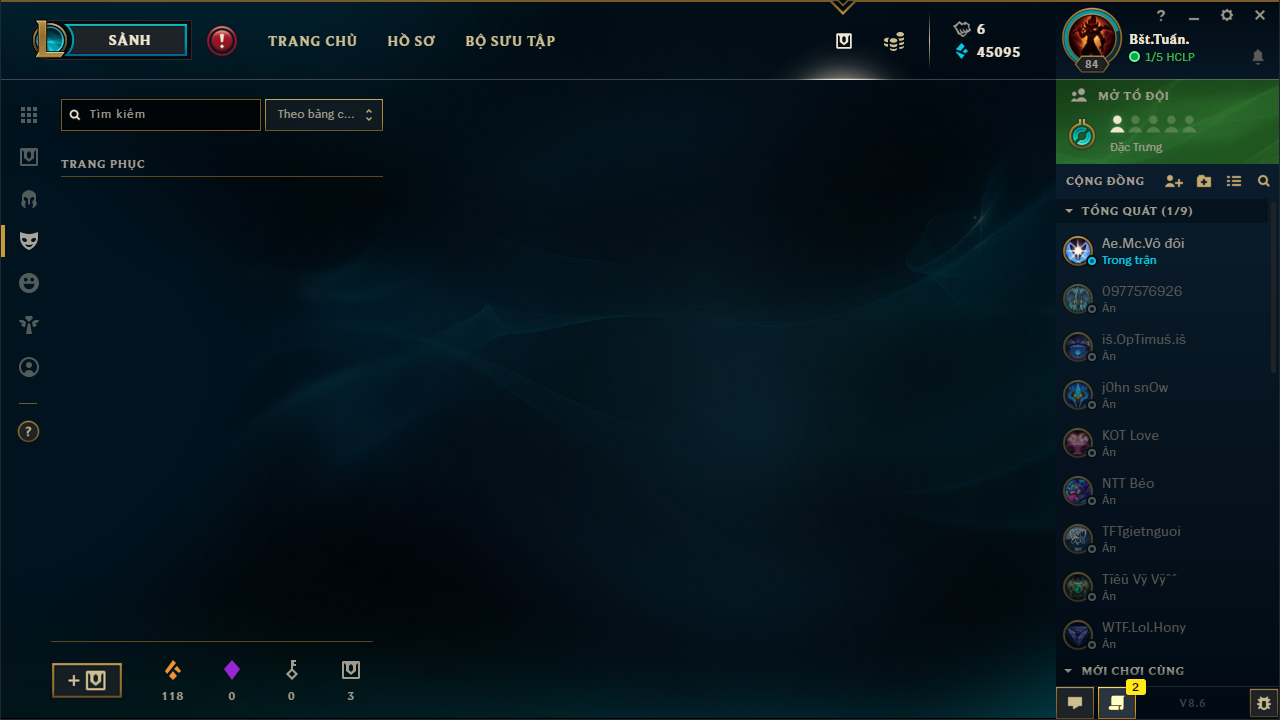 SẢNH
TRANG CHỦ
HỒ SƠ
BỘ SƯU TẬP
6
45095
?
84
Bšt.Tuấn.
1/5 HCLP
MỞ TỔ ĐỘI
Đặc Trưng
Tìm kiếm
Theo bảng c...
TRANG PHỤC
?
CỘNG ĐỒNG
TỔNG QUÁT (1/9)
Ae.Mc.Vô đôi
Trong trận
0977576926
Ẩn
iš.OpTimuš.iš
Ẩn
j0hn snOw
Ẩn
KOT Love
Ẩn
NTT Béo
Ẩn
TFTgietnguoi
Ẩn
Tiêü Vÿ Vÿˆˆ
Ẩn
WTF.Lol.Hony
Ẩn
MỚI CHƠI CÙNG
118
0
0
3
2
V8.6